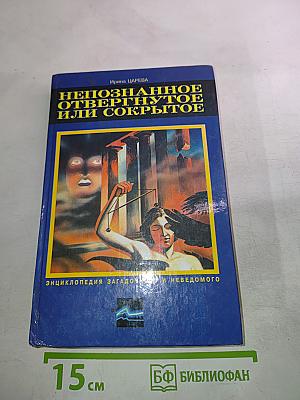 Ирина ЦАРЕВА
НЕПОЗНАННОЕ
ОТВЕРГНУТОЕ
ИЛИ СОКРЫТОЕ
ЭНЦИКЛОПЕДИЯ И НЕВЕДОМОГО
15 см
БФ БИБЛИОФАН